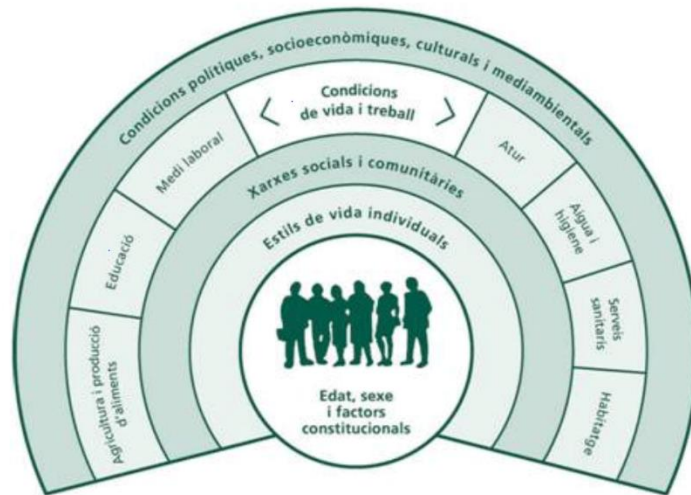 Condicions polítiques, socioeconòmiques, culturals i mediambientals
Condicions
de vida i treball
Medi laboral
Educació
Agricultura i producció
d'aliments
Atur
Aigua i
higiene
Serveis
sanitaris
Habitatge
Xarxes socials i comunitàries
Estils de vida individuals
Edat, sexe
i factors
constitucionals